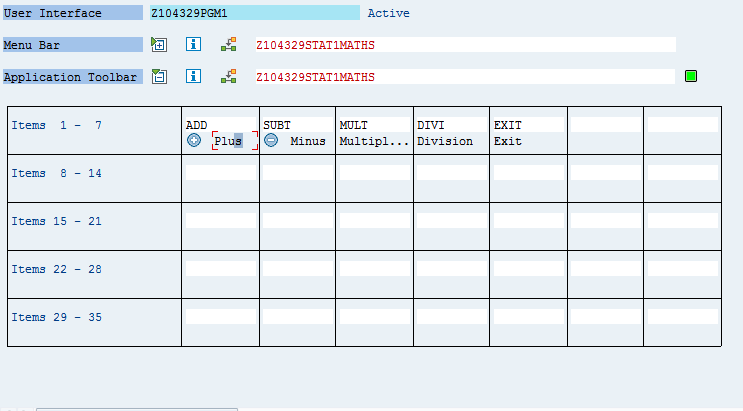 User Interface Z104329PGM1 Active
Menu Bar Z104329STAT1MATHS
Application Toolbar Z104329STAT1MATHS
Items 1 - 7 ADD SUBT MULT DIVI EXIT
Plus Minus Multipl... Division Exit
Items 8 - 14
Items 15 - 21
Items 22 - 28
Items 29 - 35